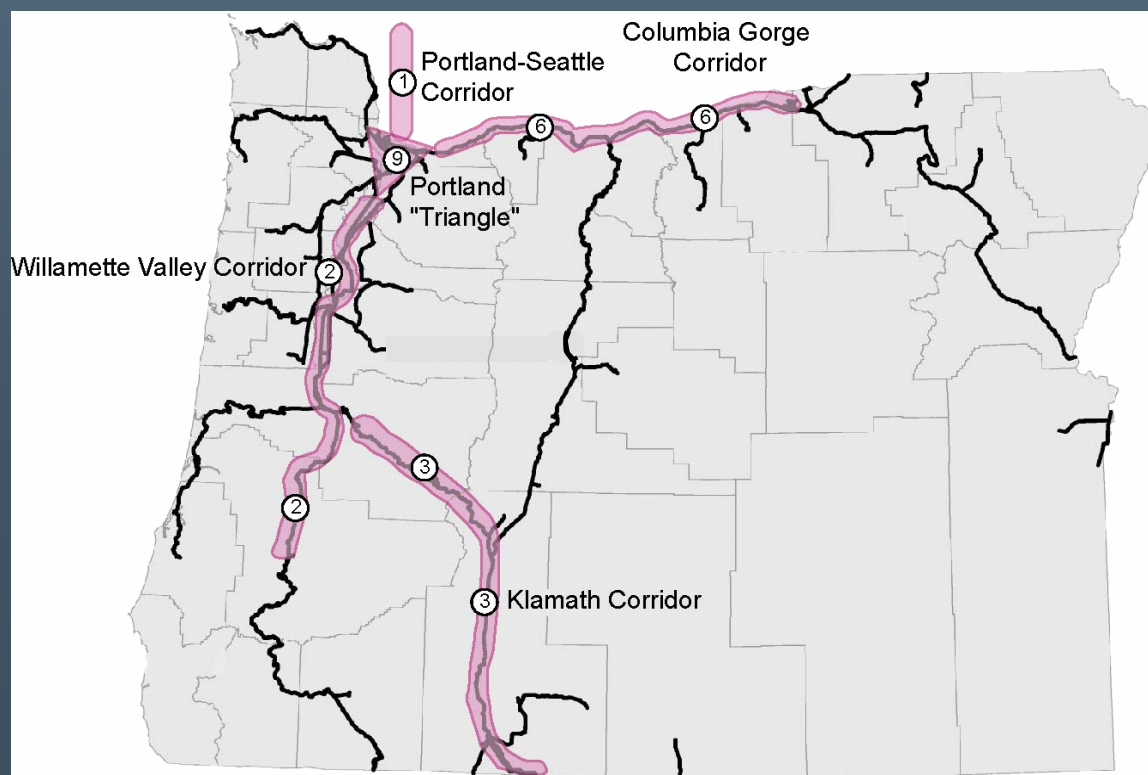 Columbia Gorge
Corridor
1
Portland-Seattle
Corridor
6
6
9
Portland
"Triangle"
Willamette Valley Corridor
2
3
2
3
Klamath Corridor